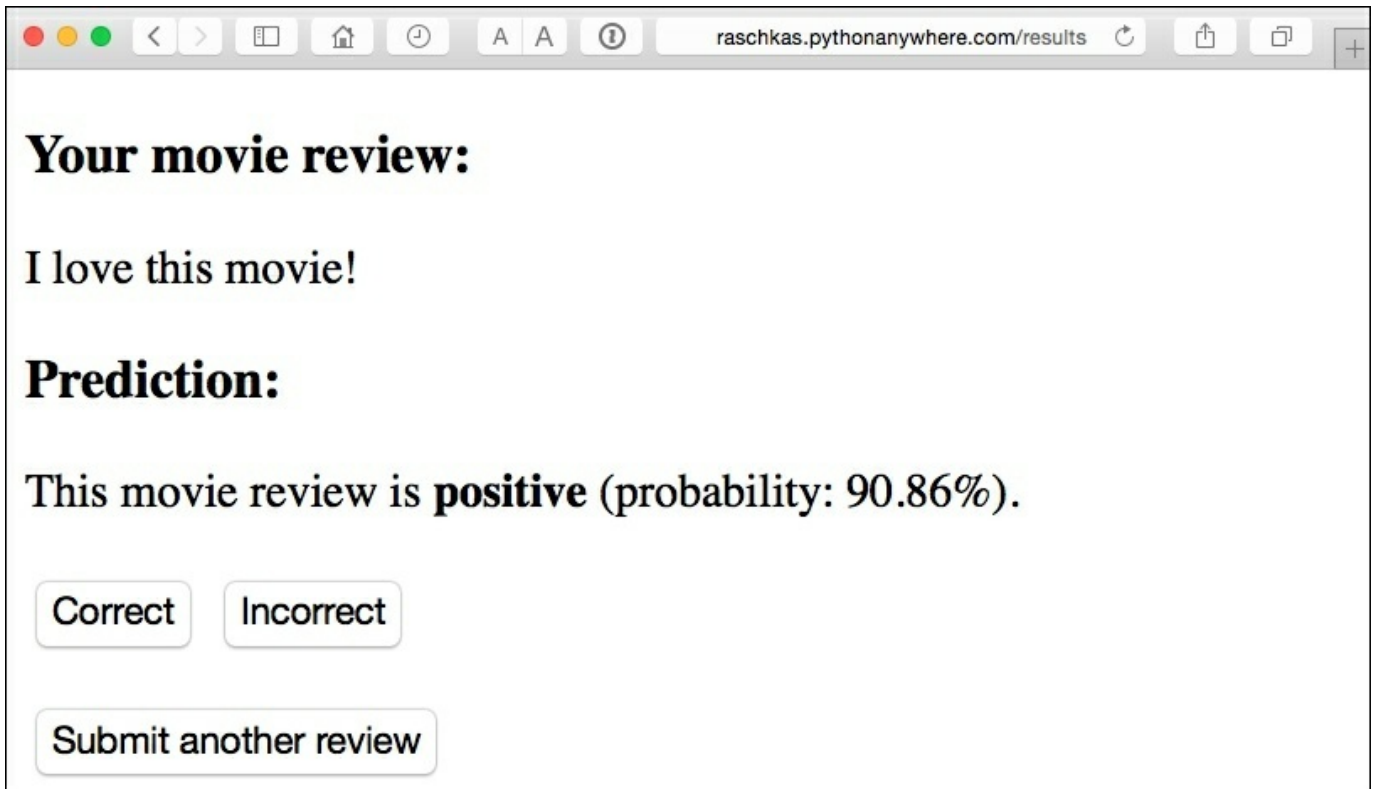 A A raschkas.pythonanywhere.com/results
Your movie review:
I love this movie!
Prediction:
This movie review is positive (probability: 90.86%).
Correct Incorrect
Submit another review